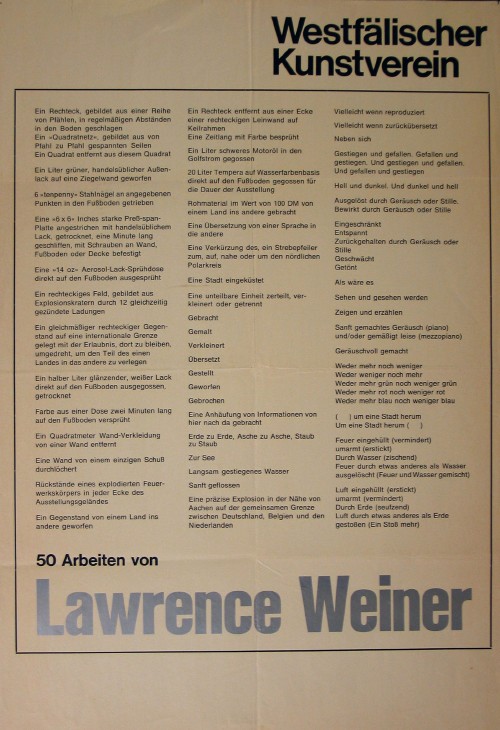 Westfälischer
Kunstverein
Ein Rechteck, gebildet aus einer Reihe
von Pfählen, in regelmäßigen Abständen
in den Boden geschlagen
Ein »Quadratnetz«, gebildet aus von
Pfahl zu Pfahl gespannten Seilen
Ein Quadrat entfernt aus diesem Quadrat
Ein Liter grüner, handelsüblicher Außen-
lack auf eine Ziegelwand geworfen
6 »tenpenny« Stahlnägel an angegebenen
Punkten in den Fußboden getrieben
Eine »6 x 6« Inches starke Preß-span-
Platte angestrichen mit handelsüblichem
Lack, getrocknet, eine Minute lang
geschliffen, mit Schrauben an Wand,
Fußboden oder Decke befestigt
Eine »14 oz« Aerosol-Lack-Sprühdose
direkt auf den Fußboden ausgesprüht
Ein rechteckiges Feld, gebildet aus
Explosionskratern durch 12 gleichzeitig
gezündete Ladungen
Ein gleichmäßiger rechteckiger Gegen-
stand auf eine internationale Grenze
gelegt mit der Erlaubnis, dort zu bleiben,
umgedreht, um den Teil des einen
Landes in das andere zu verlegen
Ein halber Liter glänzender, weißer Lack
direkt auf den Fußboden ausgegossen,
getrocknet
Farbe aus einer Dose zwei Minuten lang
auf den Fußboden versprüht
Ein Quadratmeter Wand-Verkleidung
von einer Wand entfernt
Eine Wand von einem einzigen Schuß
durchlöchert
Rückstände eines explodierten Feuer-
werkskörpers in jeder Ecke des
Ausstellungsgeländes
Ein Gegenstand von einem Land ins
andere geworfen
Ein Rechteck entfernt aus einer Ecke
einer rechteckigen Leinwand auf
Keilrahmen
Eine Zeitlang mit Farbe besprüht
Ein Liter schweres Motoröl in den
Golfstrom gegossen
20 Liter Tempera auf Wasserfarbenbasis
direkt auf den Fußboden gegossen für
die Dauer der Ausstellung
Rohmaterial im Wert von 100 DM von
einem Land ins andere gebracht
Eine Übersetzung von einer Sprache in
die andere
Eine Verkürzung des, ein Strebepfeiler
zum, auf, nahe oder um den nördlichen
Polarkreis
Eine Stadt eingeküstet
Eine unteilbare Einheit zerteilt, ver-
kleinert oder getrennt
Gebracht
Gemalt
Verkleinert
Übersetzt
Gestellt
Geworfen
Gebrochen
Eine Anhäufung von Informationen von
hier nach da gebracht
Erde zu Erde, Asche zu Asche, Staub
zu Staub
Zur See
Langsam gestiegenes Wasser
Sanft geflossen
Eine präzise Explosion in der Nähe von
Aachen auf der gemeinsamen Grenze
zwischen Deutschland, Belgien und den
Niederlanden
Vielleicht wenn reproduziert
Vielleicht wenn zurückübersetzt
Neben sich
Gestiegen und gefallen. Gefallen und
gestiegen. Und gestiegen und gefallen.
Und gefallen und gestiegen
Hell und dunkel. Und dunkel und hell
Ausgelöst durch Geräusch oder Stille.
Bewirkt durch Geräusch oder Stille
Eingeschränkt
Entspannt
Zurückgehalten durch Geräusch oder
Stille
Geschwächt
Getönt
Als wäre es
Sehen und gesehen werden
Zeigen und erzählen
Sanft gemachtes Geräusch (piano)
und/oder gemäßigt leise (mezzopiano)
Geräuschvoll gemacht
Weder mehr noch weniger
Weder weniger noch mehr
Weder mehr grün noch weniger grün
Weder mehr rot noch weniger rot
Weder mehr blau noch weniger blau
(   ) um eine Stadt herum
Um eine Stadt herum (   )
Feuer eingehüllt (vermindert)
umarmt (erstickt)
Durch Wasser (zischend)
Feuer durch etwas anderes als Wasser
ausgelöscht (Feuer und Wasser gemischt)
Luft eingehüllt (erstickt)
umarmt (vermindert)
Durch Erde (seufzend)
Luft durch etwas anderes als Erde
gestoßen (Ein Stoß mehr)
50 Arbeiten von
Lawrence Weiner